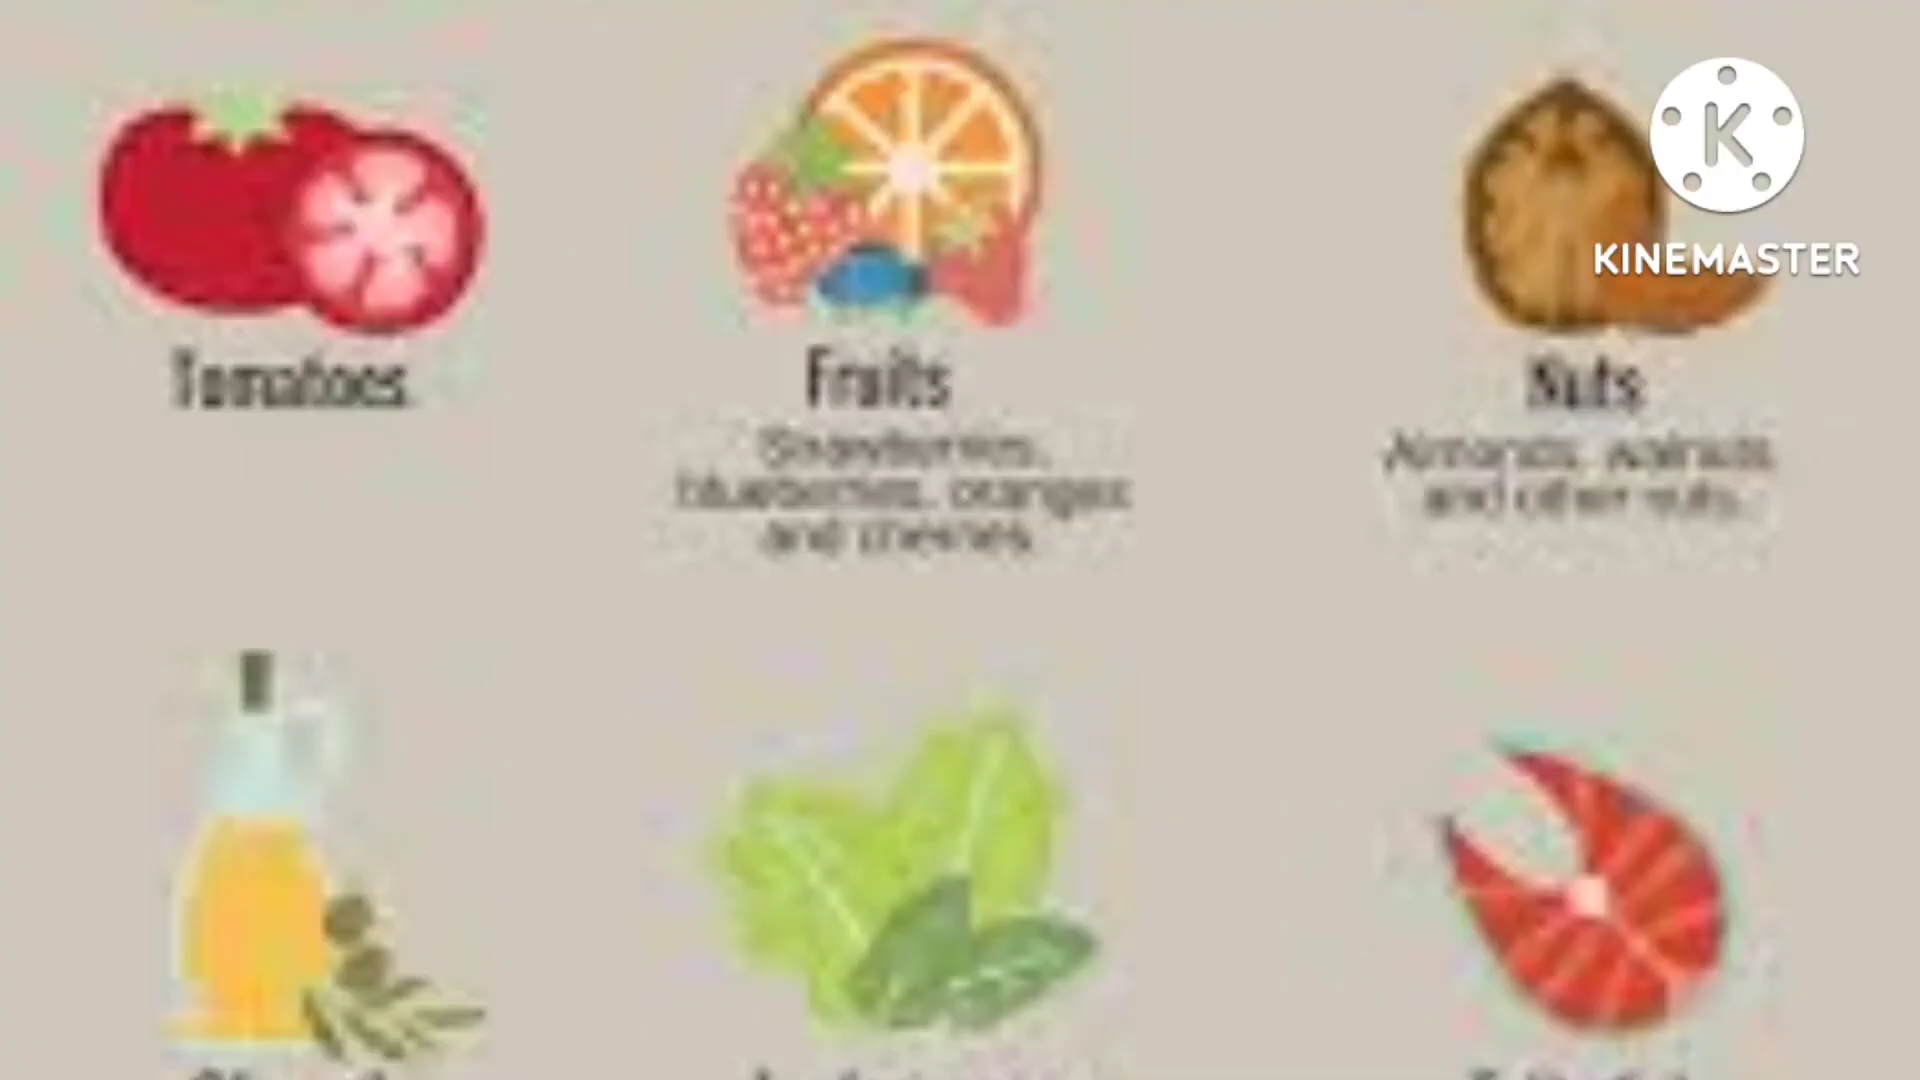 K
KINEMASTER
Tomatoes
Fruits
Strawberries,
blueberries, oranges
and cherries
Nuts
Almonds, walnuts
and other nuts.